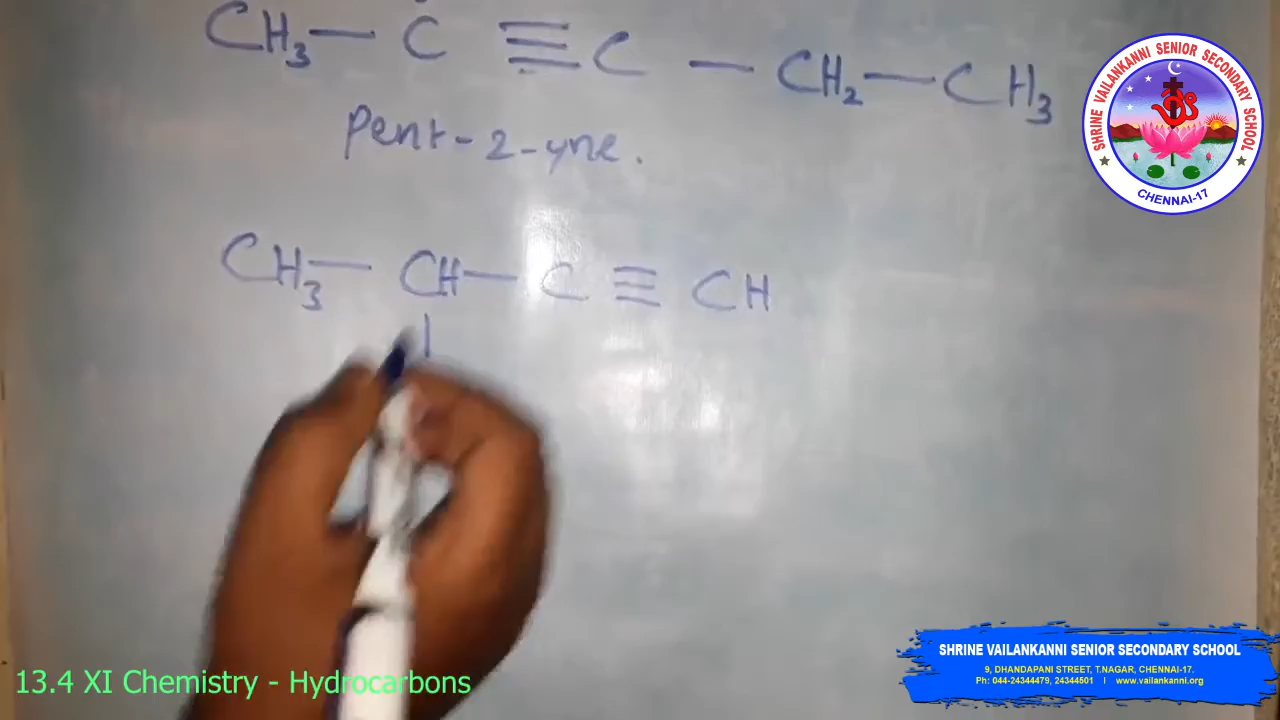 CH3 — C ≡ C — CH2 — CH3
Pent-2-yne.
CH3 — CH — C ≡ CH
SHRINE VAILANKANNI SENIOR SECONDARY SCHOOL
CHENNAI-17
SHRINE VAILANKANNI SENIOR SECONDARY SCHOOL
9, DHANDAPANI STREET, T.NAGAR, CHENNAI-17.
Ph: 044-24344479, 24344501 I www.vailankanni.org
13.4 XI Chemistry - Hydrocarbons